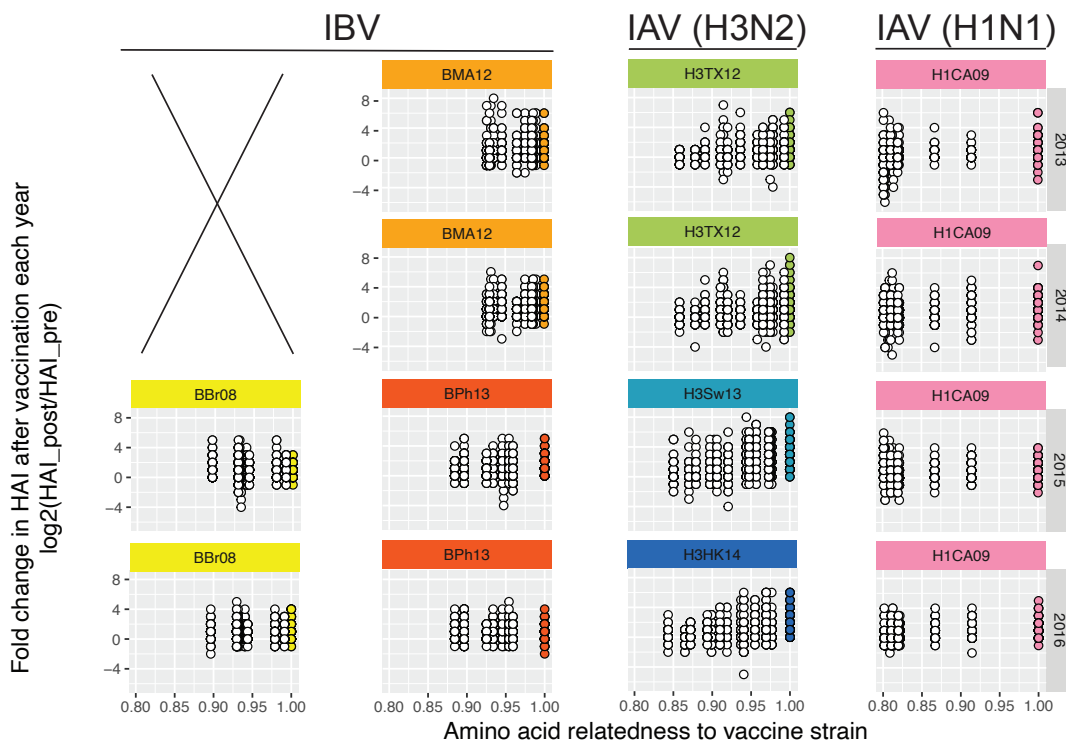 IBV
IAV (H3N2)
IAV (H1N1)
BMA12
H3TX12
H1CA09
8
4
0
−4
2013
BMA12
H3TX12
H1CA09
8
4
0
−4
2014
BBr08
BPh13
H3Sw13
H1CA09
8
4
0
−4
2015
BBr08
BPh13
H3HK14
H1CA09
8
4
0
−4
2016
0.80 0.85 0.90 0.95 1.00
0.80 0.85 0.90 0.95 1.00
0.80 0.85 0.90 0.95 1.00
0.80 0.85 0.90 0.95 1.00
Amino acid relatedness to vaccine strain
Fold change in HAI after vaccination each year
log2(HAI_post/HAI_pre)